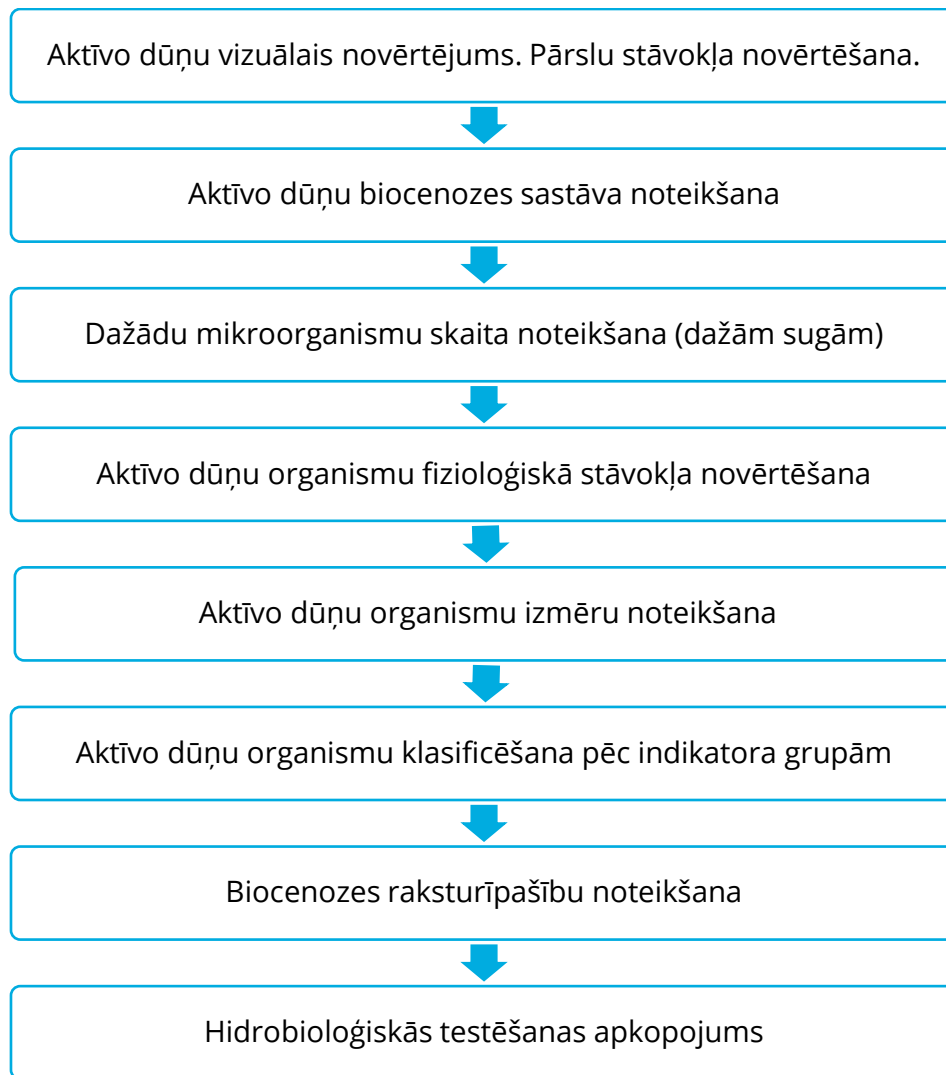 Aktīvo dūņu vizuālais novērtējums. Pārslu stāvokļa novērtēšana.
Aktīvo dūņu biocenozes sastāva noteikšana
Dažādu mikroorganismu skaita noteikšana (dažām sugām)
Aktīvo dūņu organismu fizioloģiskā stāvokļa novērtēšana
Aktīvo dūņu organismu izmēru noteikšana
Aktīvo dūņu organismu klasificēšana pēc indikatora grupām
Biocenozes raksturīpašību noteikšana
Hidrobioloģiskās testēšanas apkopojums